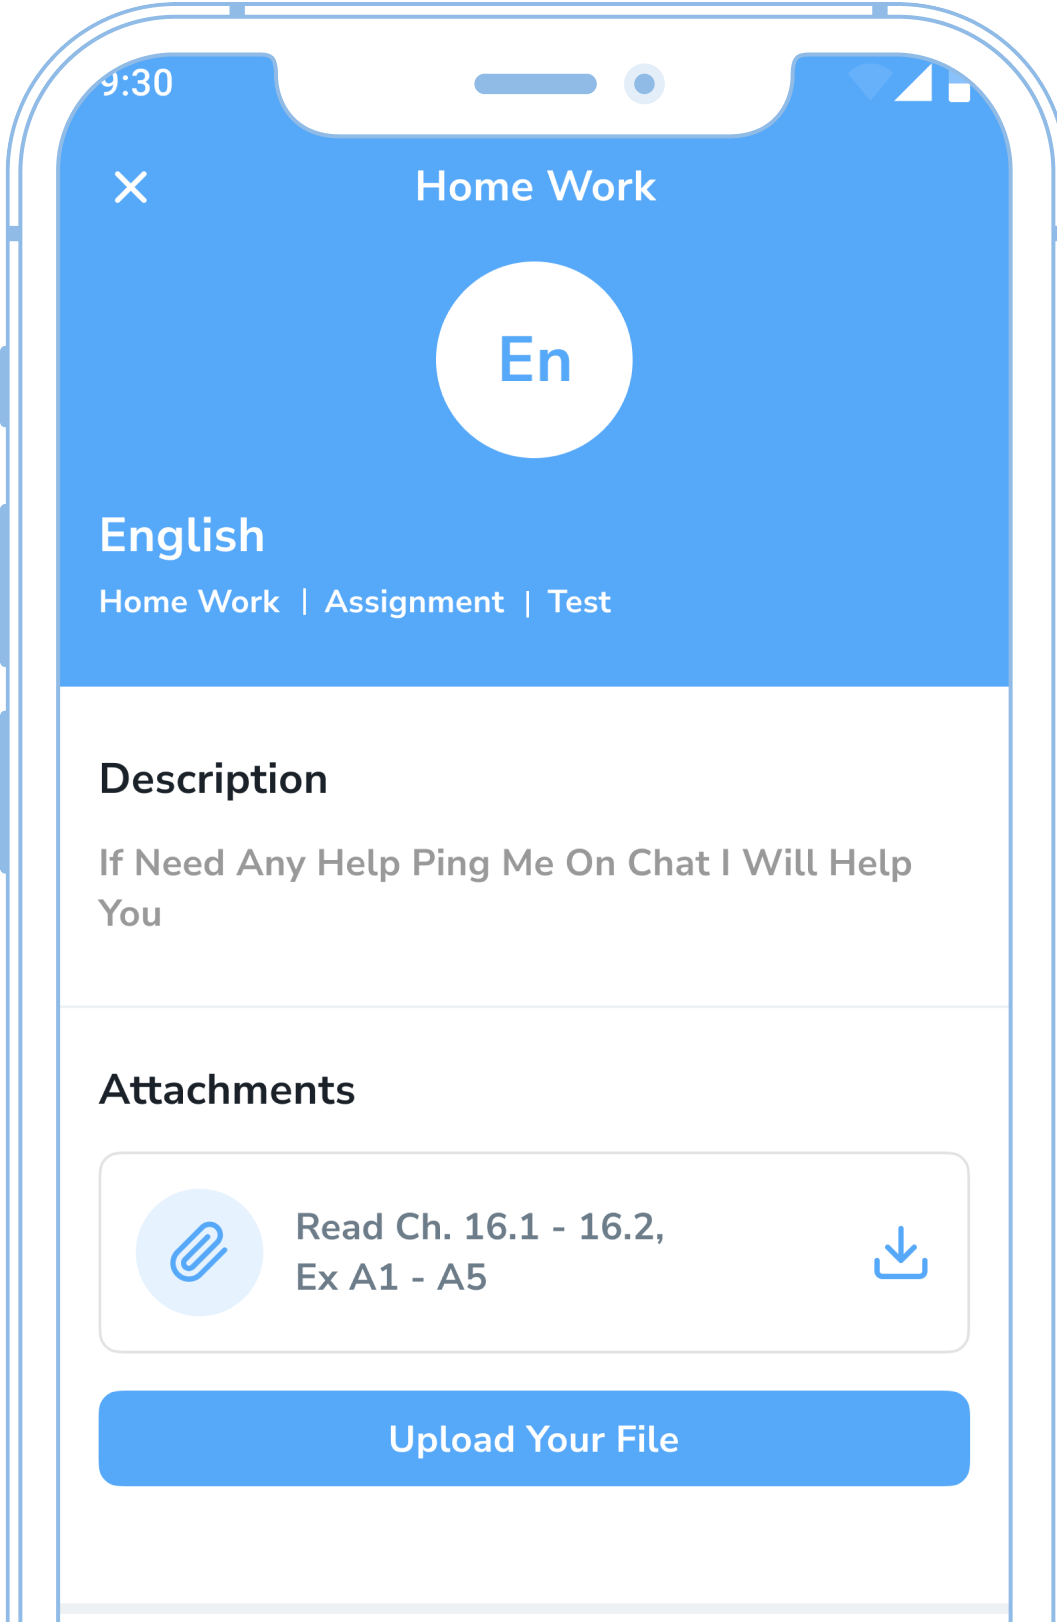 9:30
Home Work
En
English
Home Work | Assignment | Test
Description
If Need Any Help Ping Me On Chat I Will Help
You
Attachments
Read Ch. 16.1 - 16.2,
Ex A1 - A5
Upload Your File